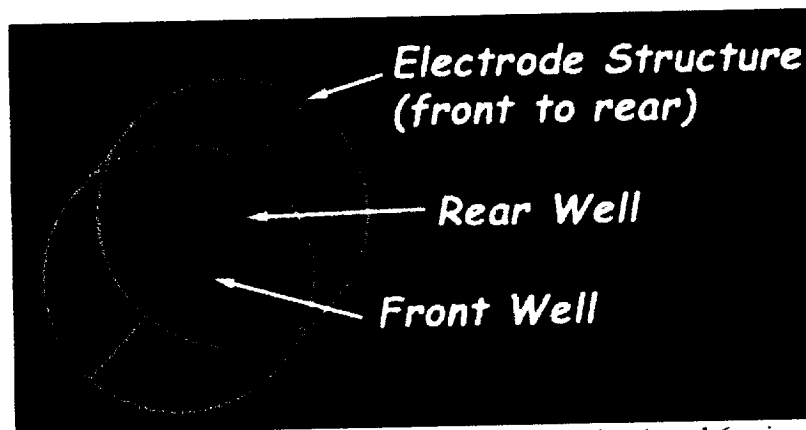 Electrode Structure
(front to rear)
Rear Well
Front Well